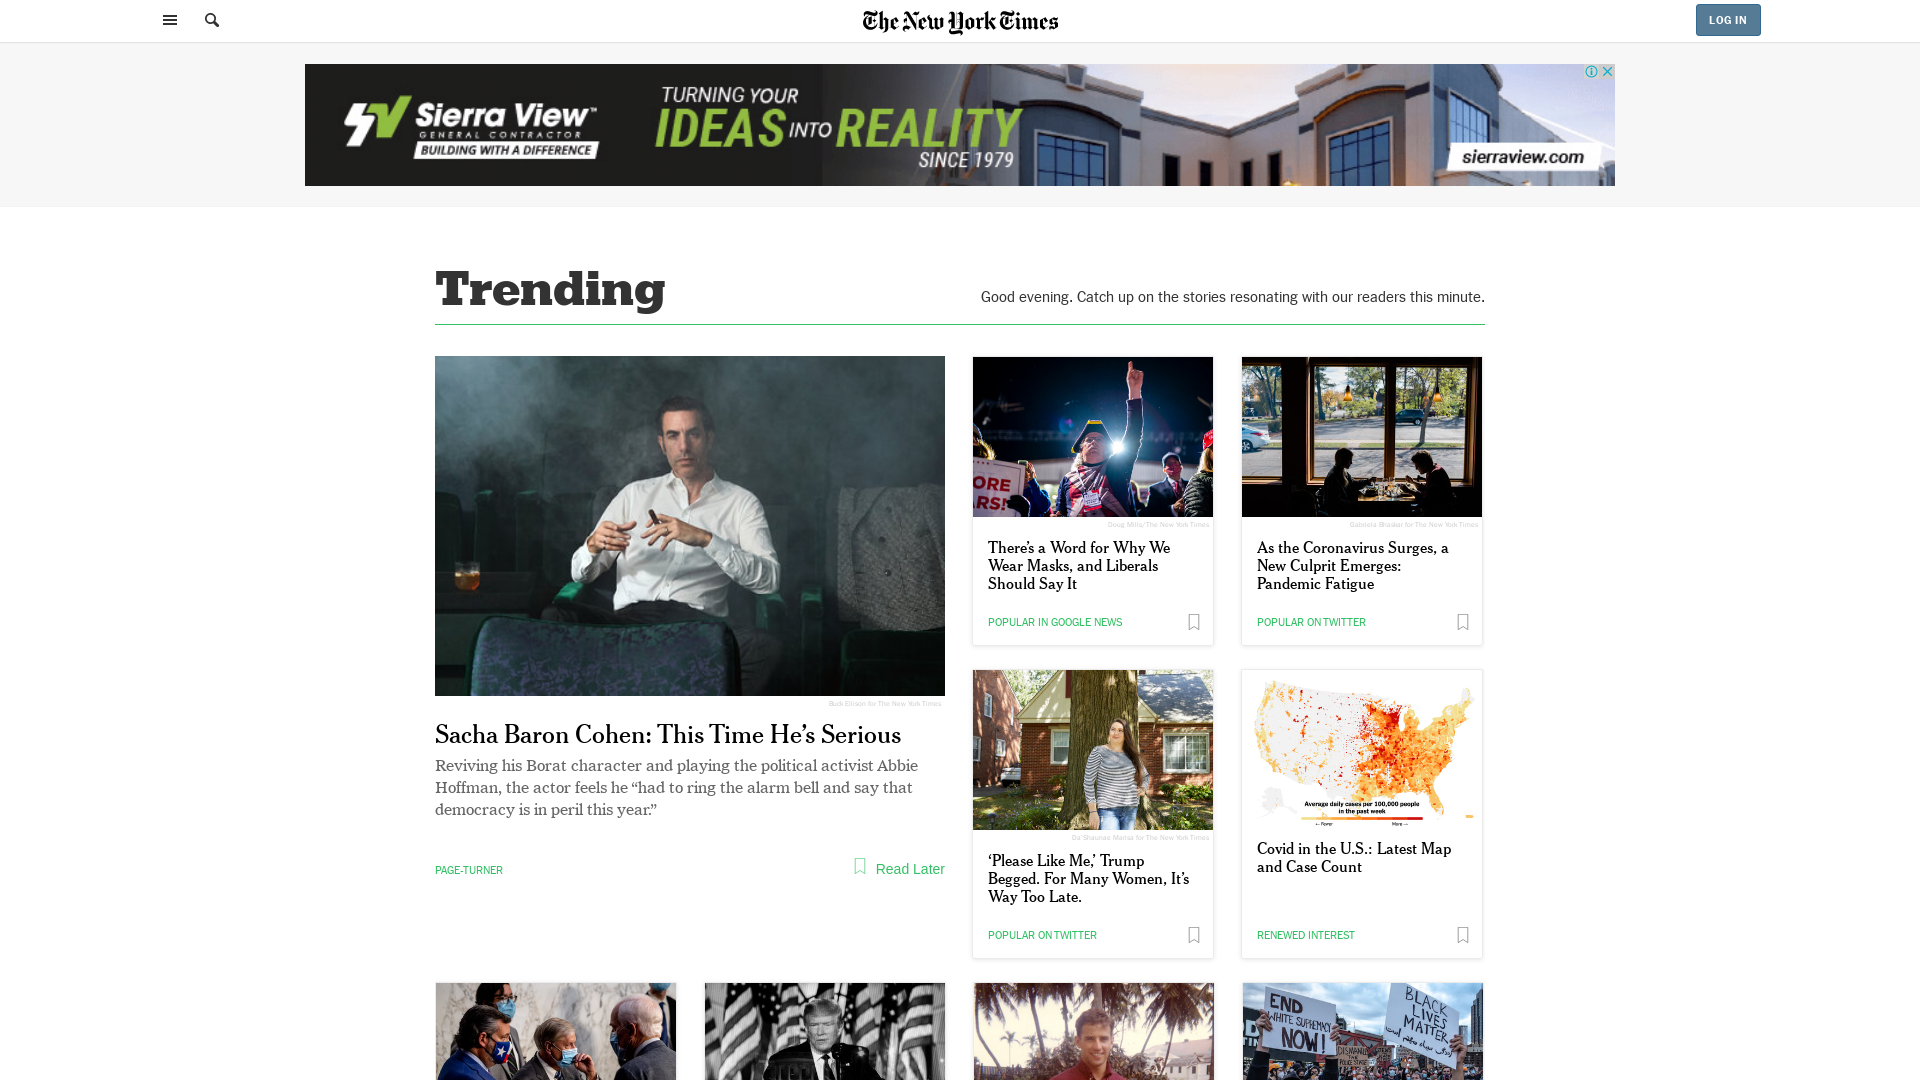 The New York Times
LOG IN
Sierra View™
GENERAL CONTRACTOR
BUILDING WITH A DIFFERENCE
TURNING YOUR
IDEAS INTO REALITY
SINCE 1979
sierraview.com
Trending
Good evening. Catch up on the stories resonating with our readers this minute.
Buck Ellison for The New York Times
Sacha Baron Cohen: This Time He’s Serious
Reviving his Borat character and playing the political activist Abbie
Hoffman, the actor feels he “had to ring the alarm bell and say that
democracy is in peril this year.”
PAGE-TURNER
Read Later
ORE
Doug Mills/The New York Times
There’s a Word for Why We
Wear Masks, and Liberals
Should Say It
POPULAR IN GOOGLE NEWS
Gabriela Bhaskar for The New York Times
As the Coronavirus Surges, a
New Culprit Emerges:
Pandemic Fatigue
POPULAR ON TWITTER
Da’Shaunae Marisa for The New York Times
‘Please Like Me,’ Trump
Begged. For Many Women, It’s
Way Too Late.
POPULAR ON TWITTER
Average daily cases per 100,000 people
in the past week
← Fewer
More →
Covid in the U.S.: Latest Map
and Case Count
RENEWED INTEREST
END
WHITE SUPREMACY
NOW!
BLACK
LIVES
MATTER